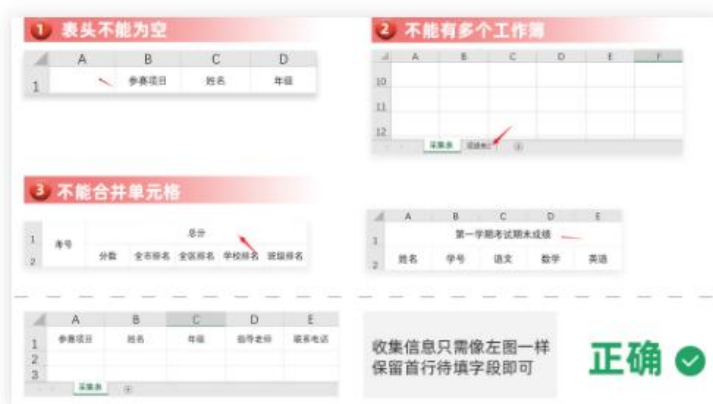 1 表头不能为空
A B C D
1 参赛项目 姓名 年级
2 不能有多个工作簿
A B C D E F
10
11
12
采集表
3 不能合并单元格
1 考号 总分
2 分数 全市排名 全区排名 学校排名 班级排名
A B C D E
1 第一学期考试期末成绩
2 姓名 学号 语文 数学 英语
A B C D E
1 参赛项目 姓名 年级 指导老师 联系电话
2
3
采集表
收集信息只需像左图一样
保留首行待填字段即可
正确